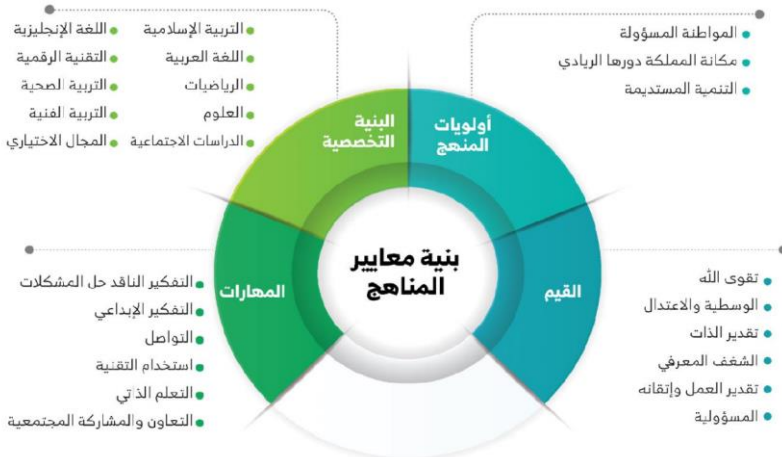 أولويات
المنهج
المواطنة المسؤولة
مكانة المملكة دورها الريادي
التنمية المستديمة
البنية
التخصصية
التربية الإسلامية
اللغة العربية
الرياضيات
العلوم
الدراسات الاجتماعية
اللغة الإنجليزية
التقنية الرقمية
التربية الصحية
التربية الفنية
المجال الاختياري
بنية معايير
المناهج
القيم
تقوى الله
الوسطية والاعتدال
تقدير الذات
الشغف المعرفي
تقدير العمل وإتقانه
المسؤولية
المهارات
التفكير الناقد حل المشكلات
التفكير الإبداعي
التواصل
استخدام التقنية
التعلم الذاتي
التعاون والمشاركة المجتمعية